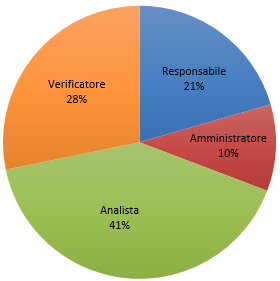 Responsabile
21%
Amministratore
10%
Analista
41%
Verificatore
28%